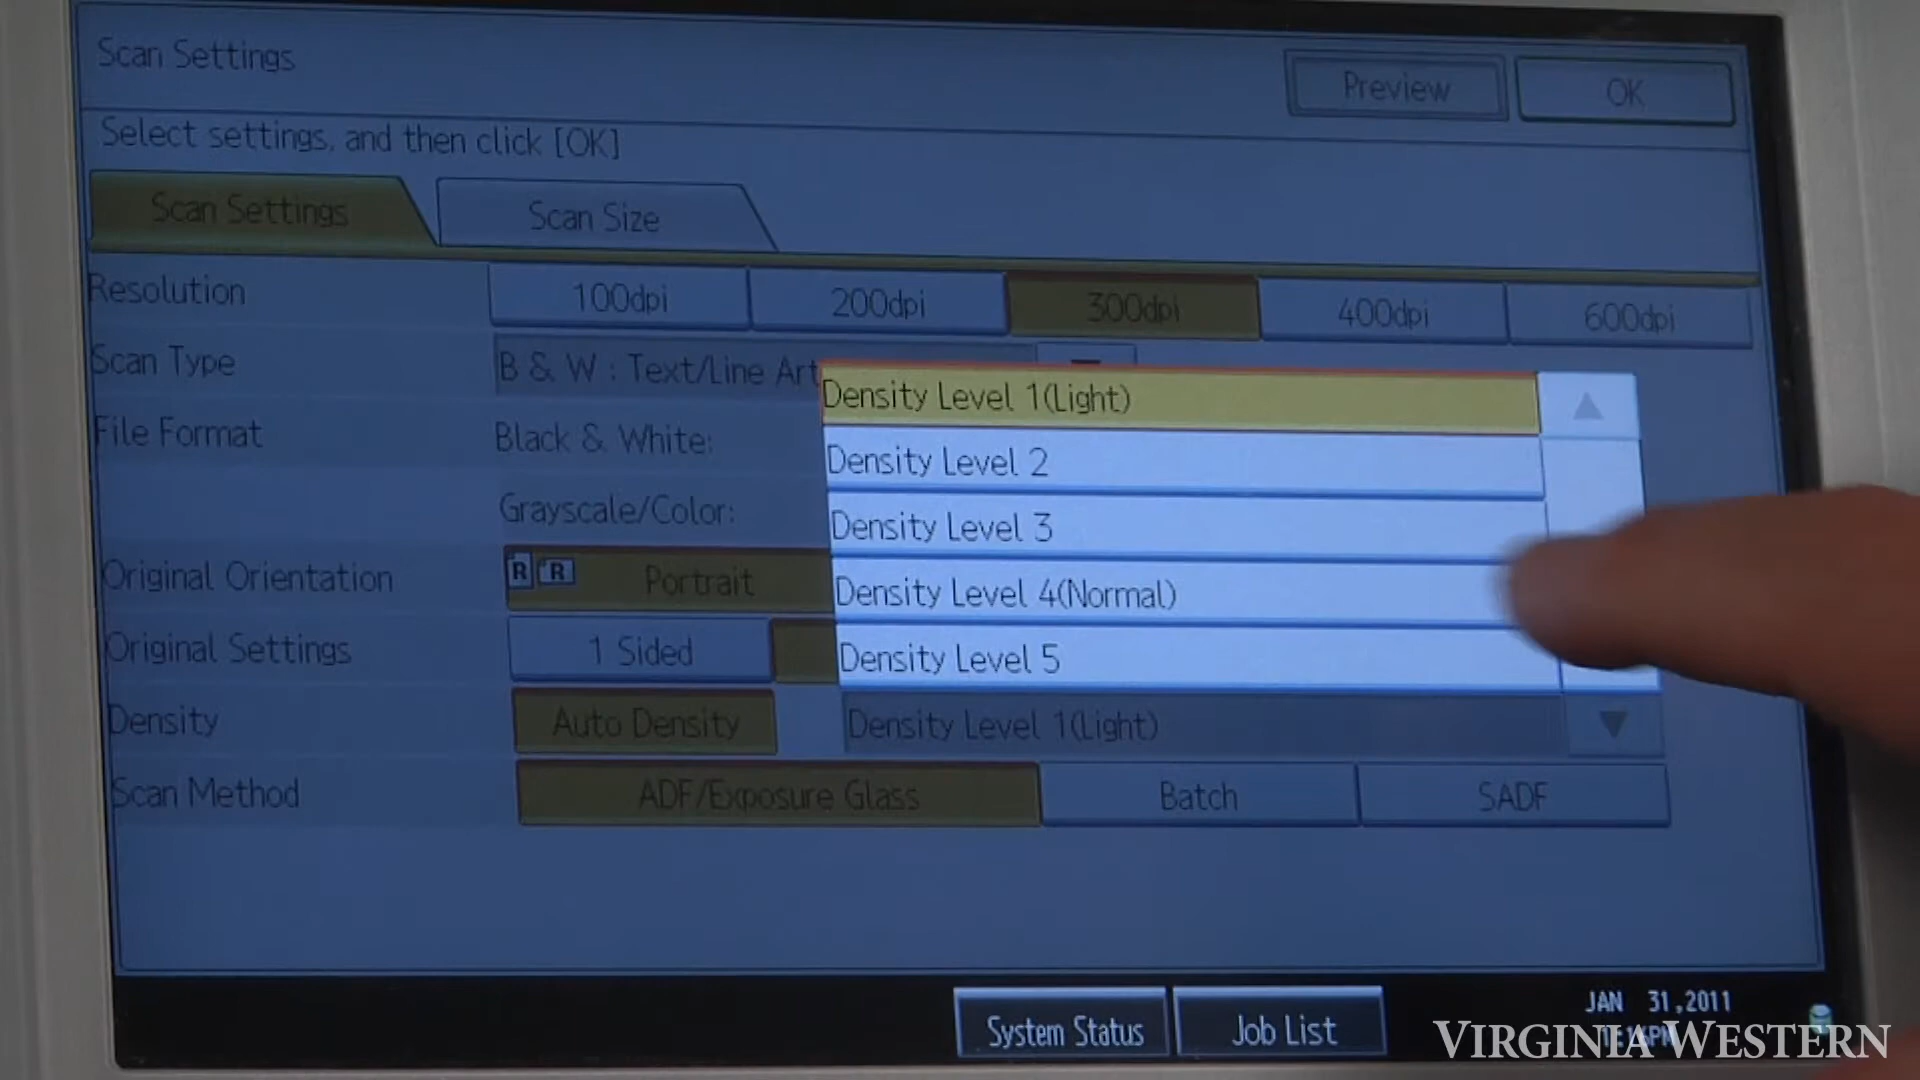 Scan Settings
Preview
OK
Select settings, and then click [OK]
Scan Settings
Scan Size
Resolution
100dpi
200dpi
300dpi
400dpi
600dpi
Scan Type
B & W : Text/Line Art
File Format
Black & White:
Grayscale/Color:
Density Level 1(Light)
Density Level 2
Density Level 3
Density Level 4(Normal)
Density Level 5
Original Orientation
R R
Portrait
Original Settings
1 Sided
Density
Auto Density
Density Level 1(Light)
Scan Method
ADF/Exposure Glass
Batch
SADF
System Status
Job List
JAN 31,2011
VIRGINIA WESTERN